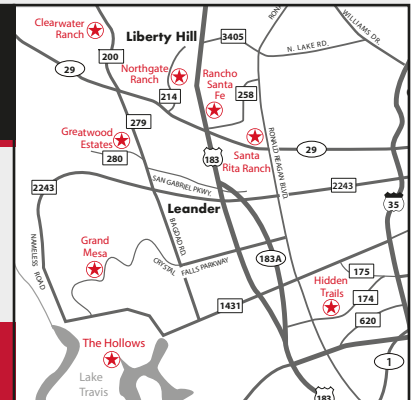 Clearwater
Ranch
RON
WILLIAMS DR.
Liberty Hill
3405
N. LAKE RD.
200
29
Northgate
Ranch
Rancho
Santa
Fe
214
258
279
Greatwood
Estates
280
183
Santa
Rita Ranch
29
RONALD REAGAN BLVD.
2243
SAN GABRIEL PKWY.
2243
35
Leander
NAMELESS ROAD
BAGDAD RD.
Grand
Mesa
CRYSTAL FALLS PARKWAY
183A
175
Hidden
Trails
174
1431
620
The Hollows
1
Lake
Travis
183